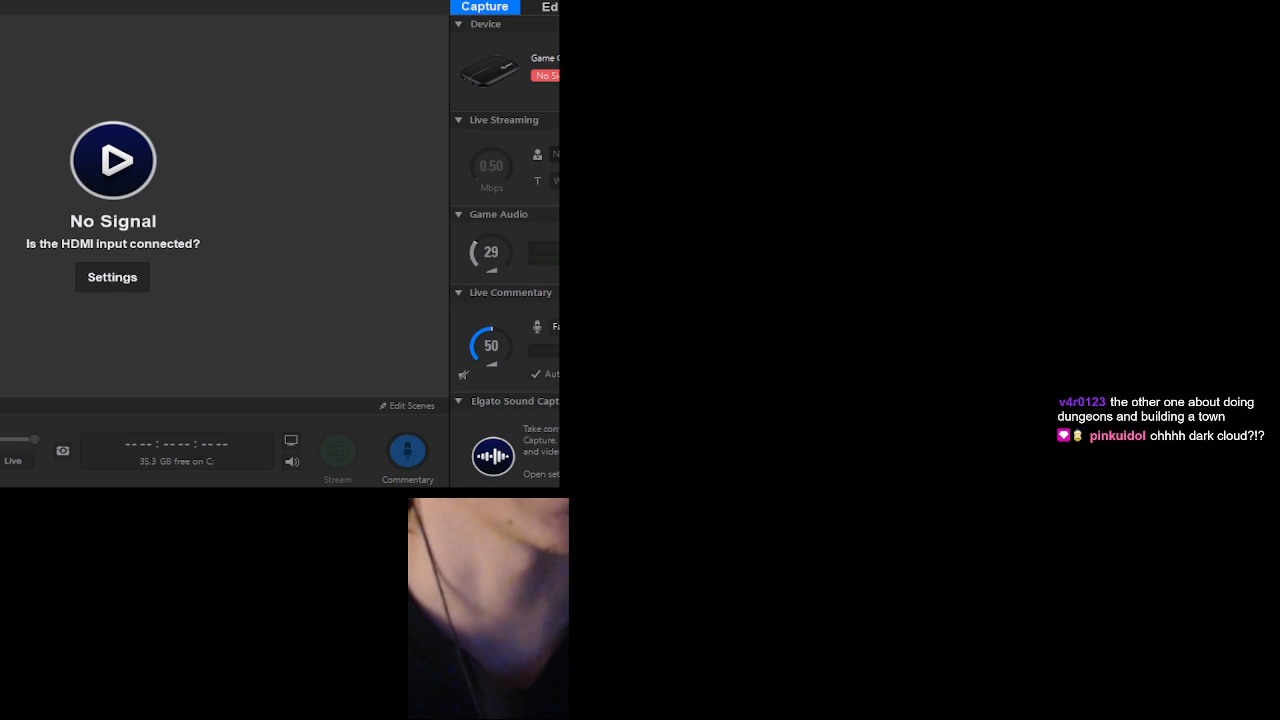 Capture
Ed
Device
Game C
No Si
Live Streaming
0.50
Mbps
N
T
W
No Signal
Is the HDMI input connected?
Settings
Game Audio
29
Live Commentary
50
Fa
Aut
Edit Scenes
Elgato Sound Capt
Take con
Capture.
and vide
Open set
Live
-- -- : -- -- : -- --
35.3 GB free on C:
Stream
Commentary
v4r0123 the other one about doing
dungeons and building a town
pinkuidol ohhhh dark cloud?!?